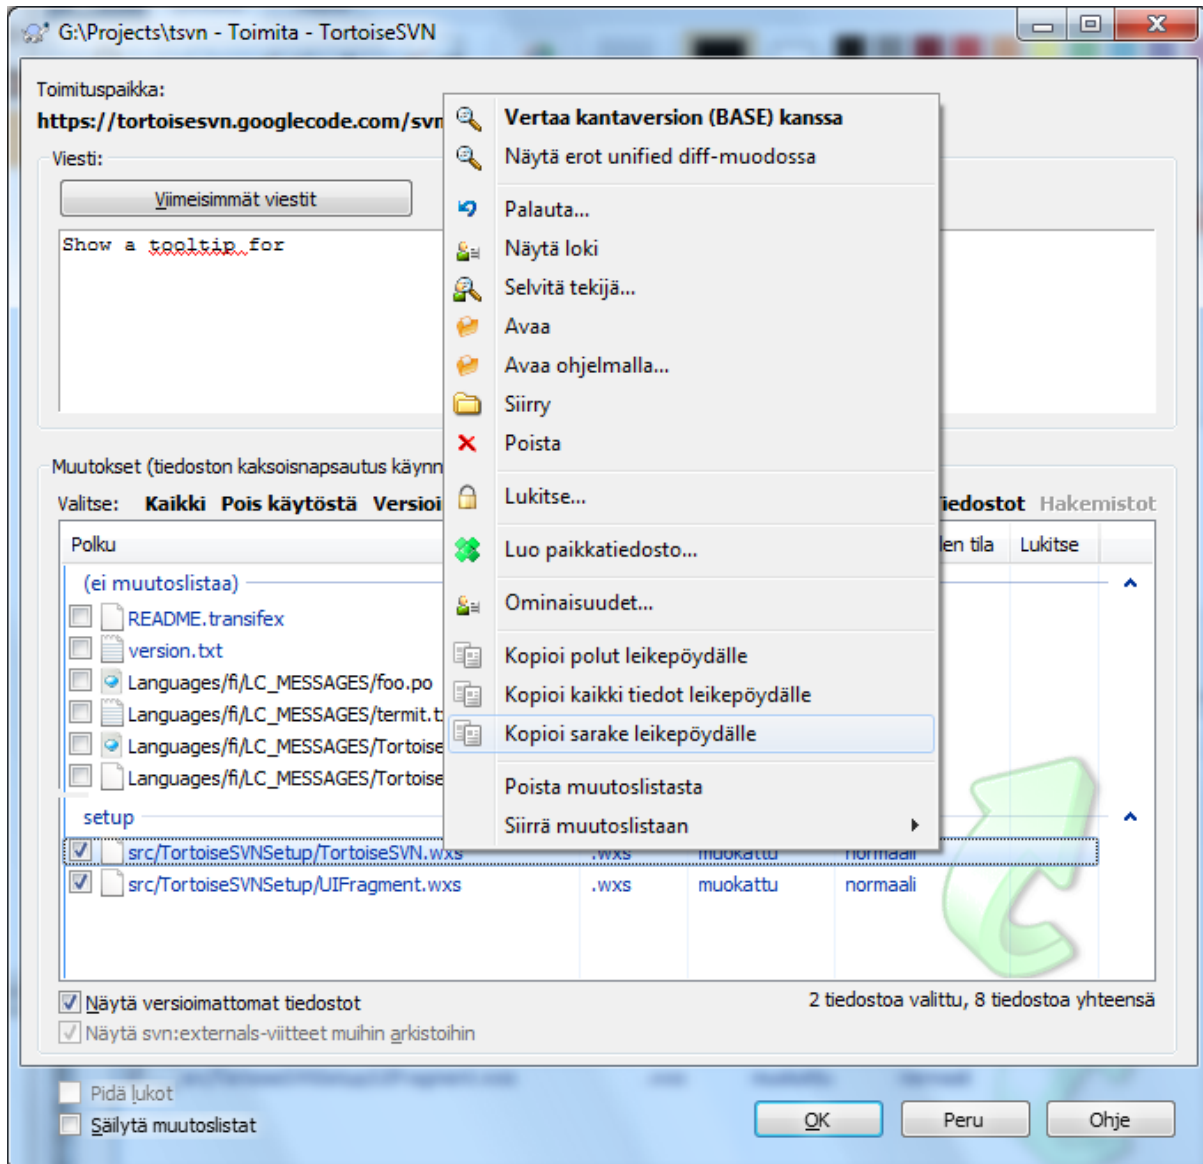 G:\Projects\tsvn - Toimita - TortoiseSVN
Toimituspaikka:
https://tortoisesvn.googlecode.com/svn
Viesti:
Viimeisimmät viestit
Show a tooltip for
Vertaa kantaversion (BASE) kanssa
Näytä erot unified diff-muodossa
Palauta...
Näytä loki
Selvitä tekijä...
Avaa
Avaa ohjelmalla...
Siirry
Poista
Lukitse...
Luo paikkatiedosto...
Ominaisuudet...
Kopioi polut leikepöydälle
Kopioi kaikki tiedot leikepöydälle
Kopioi sarake leikepöydälle
Poista muutoslistasta
Siirrä muutoslistaan
Muutokset (tiedoston kaksoisnapsautus
Valitse: Kaikki Pois käytöstä Hakemistot
Polku tila Lukitse
(ei muutoslistaa)
README.transifex
version.txt
Languages/fi/LC_MESSAGES/foo.po
Languages/fi/LC_MESSAGES/termit.t
Languages/fi/LC_MESSAGES/Tortoise
Languages/fi/LC_MESSAGES/Tortoise
setup
src/TortoiseSVNSetup/TortoiseSVN.wxs .wxs muokattu normaali
src/TortoiseSVNSetup/UIFragment.wxs .wxs muokattu normaali
Näytä versioimattomat tiedostot
2 tiedostoa valittu, 8 tiedostoa yhteensä
Näytä svn:externals-viitteet muihin arkistoihin
Pidä lukot
Säilytä muutoslistat
OK Peru Ohje